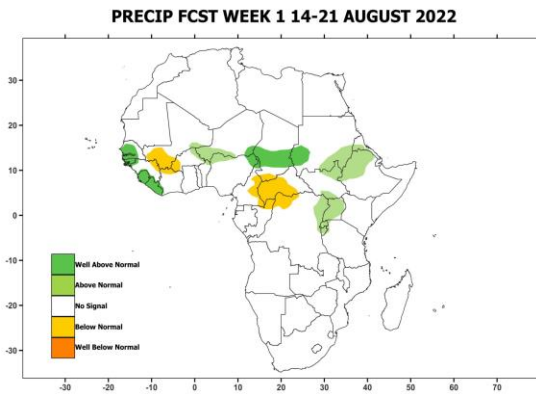 PRECIP FCST WEEK 1 14-21 AUGUST 2022
30
20
10
0
-10
-20
-30
Well Above Normal
Above Normal
No Signal
Below Normal
Well Below Normal
-30 -20 -10 0 10 20 30 40 50 60 70